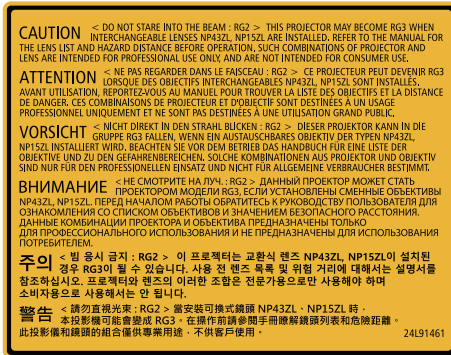 CAUTION < DO NOT STARE INTO THE BEAM : RG2 > THIS PROJECTOR MAY BECOME RG3 WHEN
INTERCHANGEABLE LENSES NP43ZL, NP15ZL ARE INSTALLED. REFER TO THE MANUAL FOR
THE LENS LIST AND HAZARD DISTANCE BEFORE OPERATION, SUCH COMBINATIONS OF PROJECTOR AND
LENS ARE INTENDED FOR PROFESSIONAL USE ONLY, AND ARE NOT INTENDED FOR CONSUMER USE.
ATTENTION < NE PAS REGARDER DANS LE FAISCEAU : RG2 > CE PROJECTEUR PEUT DEVENIR RG3
LORSQUE DES OBJECTIFS INTERCHANGEABLES NP43ZL, NP15ZL SONT INSTALLÉS.
AVANT UTILISATION, REPORTEZ-VOUS AU MANUEL POUR TROUVER LA LISTE DES OBJECTIFS ET LA DISTANCE
DE DANGER. CES COMBINAISONS DE PROJECTEUR ET D'OBJECTIF SONT DESTINÉES À UN USAGE
PROFESSIONNEL UNIQUEMENT ET NE SONT PAS DESTINÉES À UNE UTILISATION GRAND PUBLIC.
VORSICHT < NICHT DIREKT IN DEN STRAHL BLICKEN : RG2 > DIESER PROJEKTOR KANN IN DIE
GRUPPE RG3 FALLEN, WENN EIN AUSTAUSCHBARES OBJEKTIV DER TYPEN NP43ZL,
NP15ZL INSTALLIERT WIRD. BEACHTEN SIE VOR DEM BETRIEB DAS HANDBUCH FÜR EINE LISTE DER
OBJEKTIVE UND ZU DEN GEFAHRENBEREICHEN. SOLCHE KOMBINATIONEN AUS PROJEKTOR UND OBJEKTIV
SIND NUR FÜR DEN PROFESSIONELLEN EINSATZ UND NICHT FÜR ALLGEMEINE VERBRAUCHER BESTIMMT.
ВНИМАНИЕ < НЕ СМОТРИТЕ НА ЛУЧ. : RG2 > ДАННЫЙ ПРОЕКТОР МОЖЕТ СТАТЬ
ПРОЕКТОРОМ МОДЕЛИ RG3, ЕСЛИ УСТАНОВЛЕНЫ СМЕННЫЕ ОБЪЕКТИВЫ
NP43ZL, NP15ZL. ПЕРЕД НАЧАЛОМ РАБОТЫ ОБРАТИТЕСЬ К РУКОВОДСТВУ ПОЛЬЗОВАТЕЛЯ ДЛЯ
ОЗНАКОМЛЕНИЯ СО СПИСКОМ ОБЪЕКТИВОВ И ЗНАЧЕНИЕМ БЕЗОПАСНОГО РАССТОЯНИЯ.
ДАННЫЕ КОМБИНАЦИИ ПРОЕКТОРА И ОБЪЕКТИВА ПРЕДНАЗНАЧЕНЫ ТОЛЬКО
ДЛЯ ПРОФЕССИОНАЛЬНОГО ИСПОЛЬЗОВАНИЯ И НЕ ПРЕДНАЗНАЧЕНЫ ДЛЯ ИСПОЛЬЗОВАНИЯ
ПОТРЕБИТЕЛЕМ.
주의 < 빔 응시 금지 : RG2 > 이 프로젝터는 교환식 렌즈 NP43ZL, NP15ZL이 설치된
경우 RG3이 될 수 있습니다. 사용 전 렌즈 목록 및 위험 거리에 대해서는 설명서를
참조하십시오. 프로젝터와 렌즈의 이러한 조합은 전문가용으로만 사용해야 하며
소비자용으로 사용해서는 안 됩니다.
警告 < 請勿直視光束 : RG2 > 當安裝可換式鏡頭 NP43ZL、NP15ZL 時，
本投影機可能會變成 RG3。在操作前請參閱手冊瞭解鏡頭列表和危險距離。
此投影儀和鏡頭的組合僅供專業用途，不供客戶使用。
24L91461